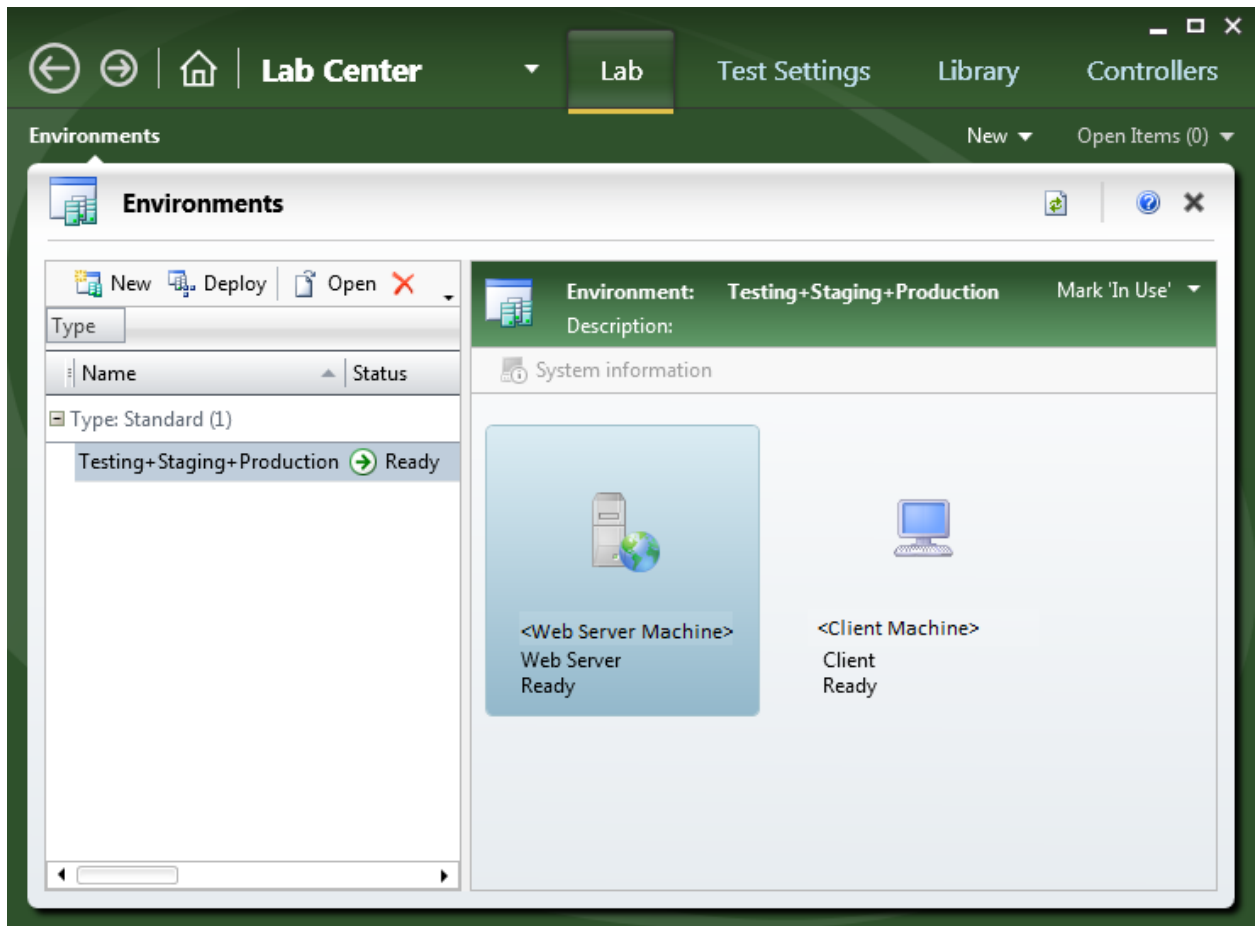 Lab Center Lab Test Settings Library Controllers
Environments New Open Items (0)
Environments
New Deploy Open
Type
Name Status
Type: Standard (1)
Testing+Staging+Production Ready
Environment: Testing+Staging+Production Mark 'In Use'
Description:
System information
<Web Server Machine>
Web Server
Ready
<Client Machine>
Client
Ready